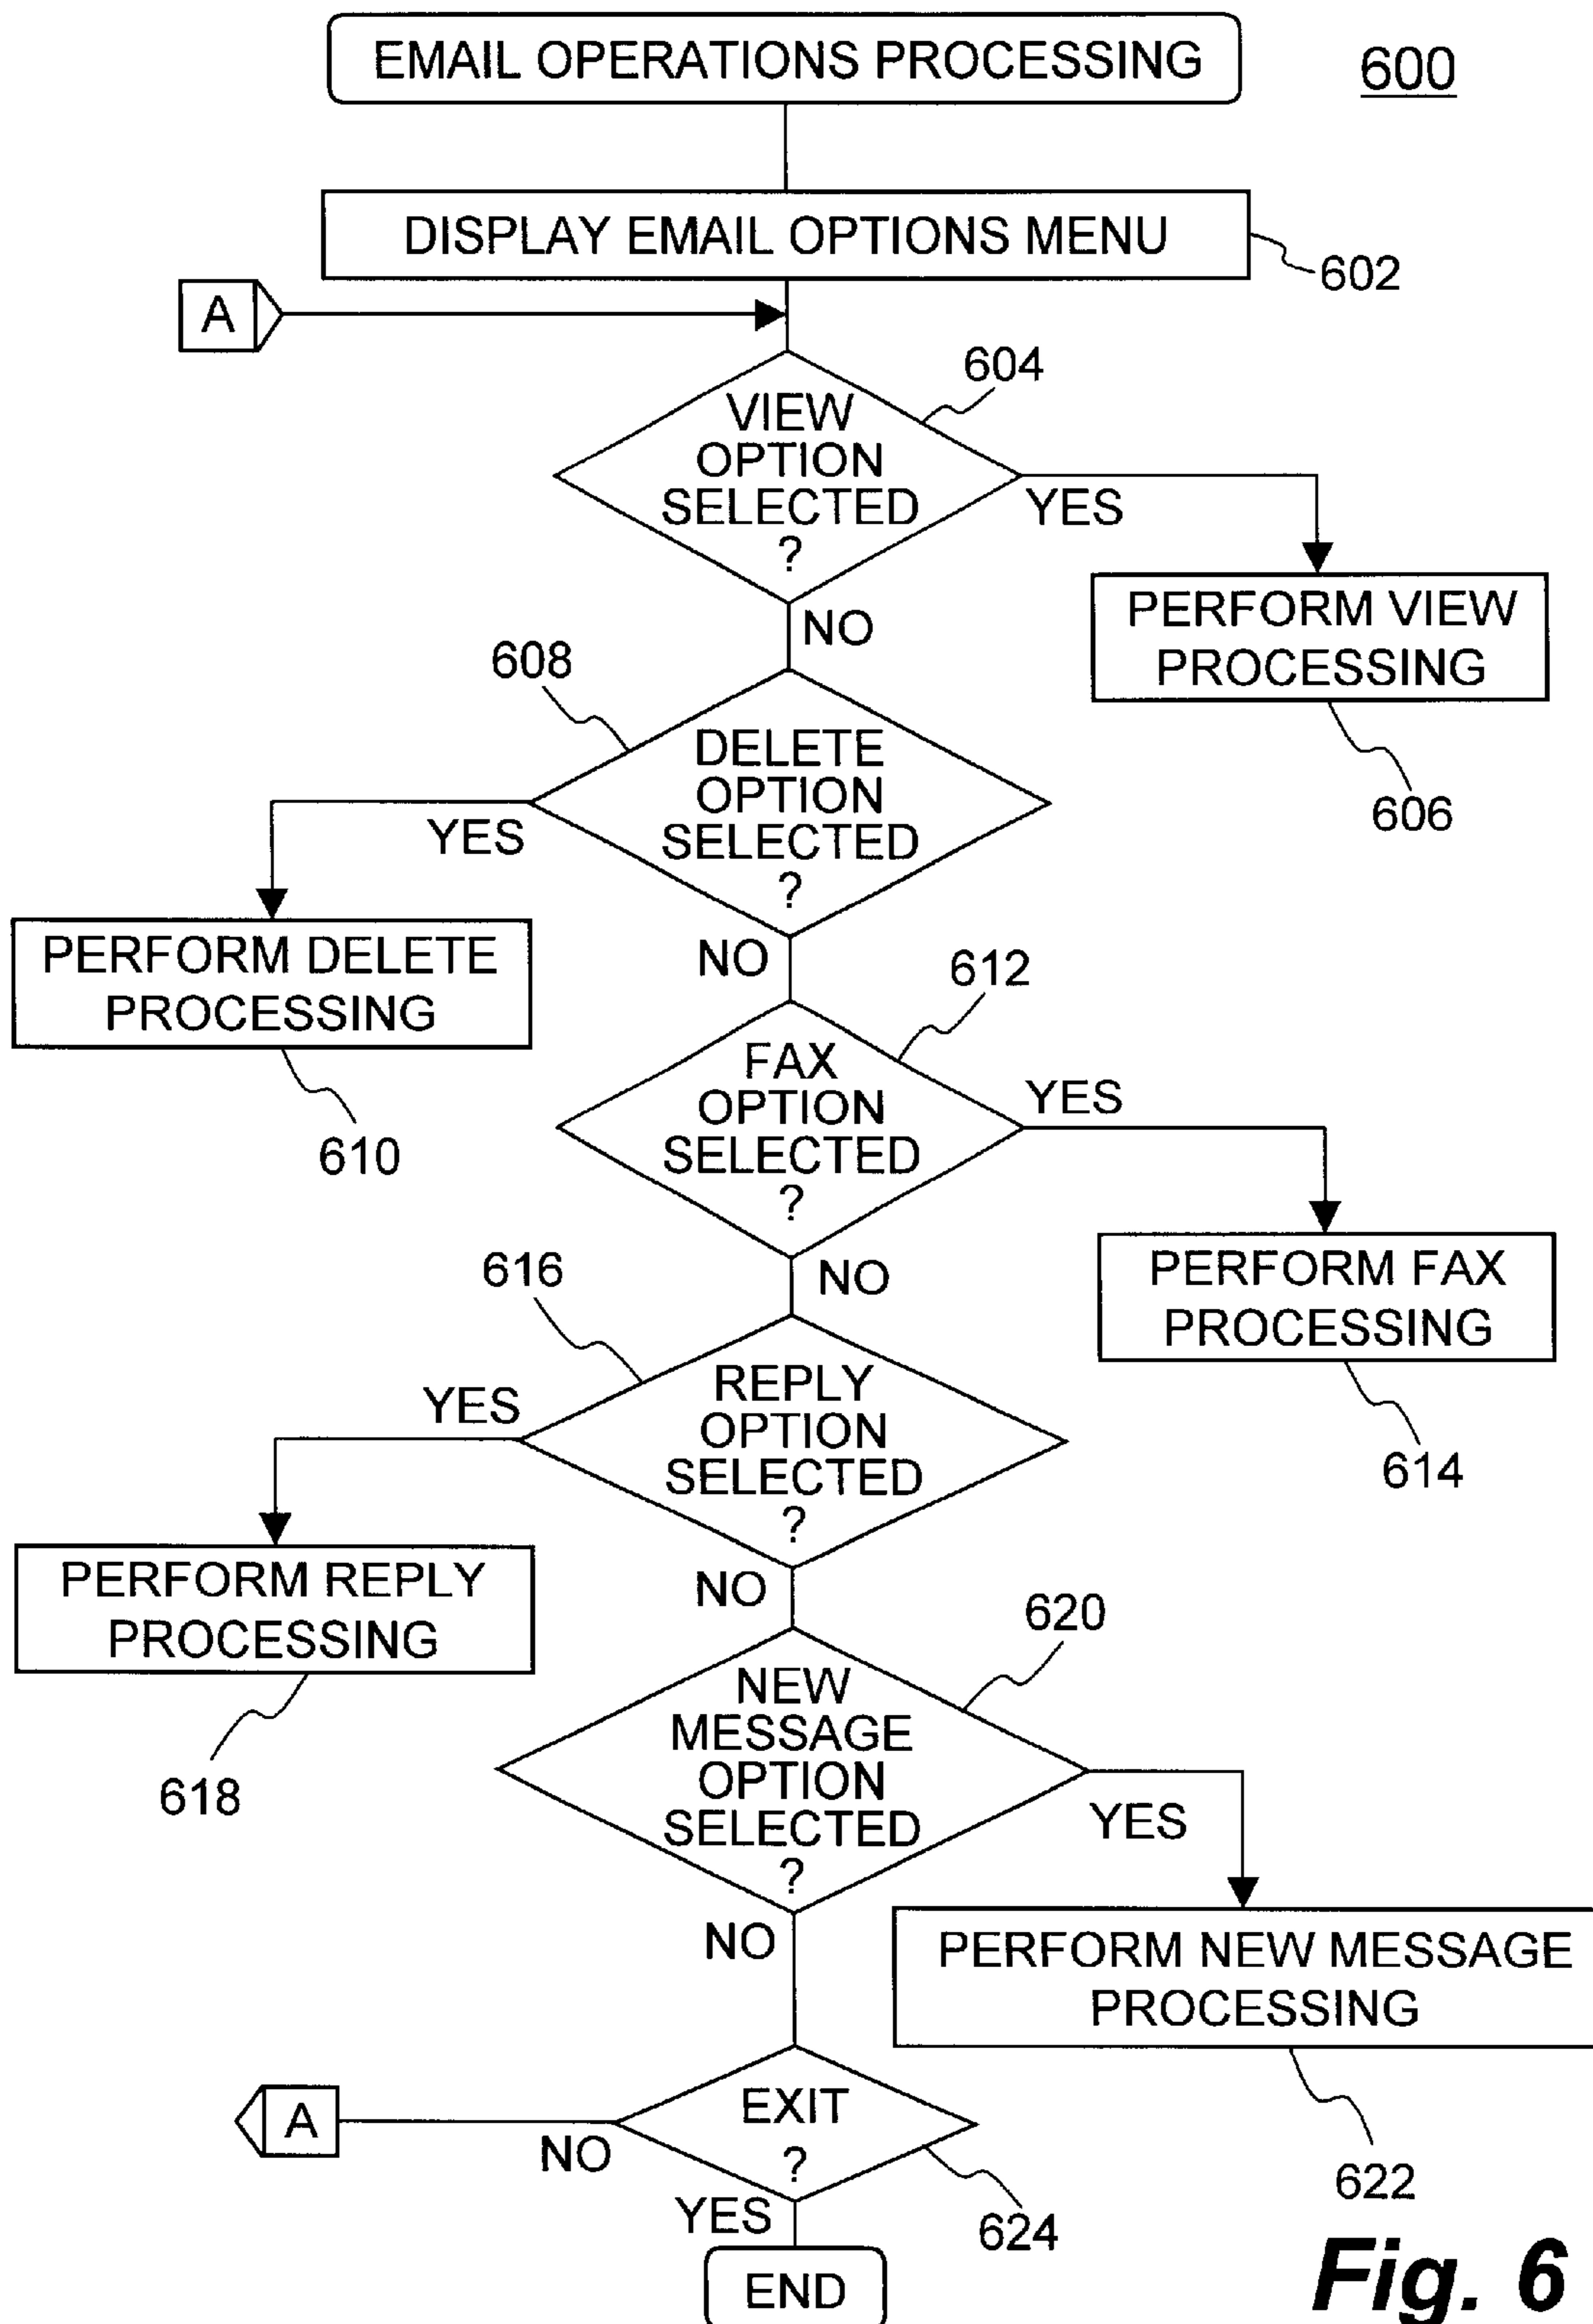 EMAIL OPERATIONS PROCESSING
600
DISPLAY EMAIL OPTIONS MENU
602
A
604
VIEW
OPTION
SELECTED
?
YES
NO
PERFORM VIEW
PROCESSING
606
608
DELETE
OPTION
SELECTED
?
YES
NO
PERFORM DELETE
PROCESSING
610
612
FAX
OPTION
SELECTED
?
YES
NO
PERFORM FAX
PROCESSING
614
616
REPLY
OPTION
SELECTED
?
YES
NO
PERFORM REPLY
PROCESSING
618
620
NEW
MESSAGE
OPTION
SELECTED
?
YES
NO
PERFORM NEW MESSAGE
PROCESSING
622
A
EXIT
?
NO
YES
624
END
Fig. 6